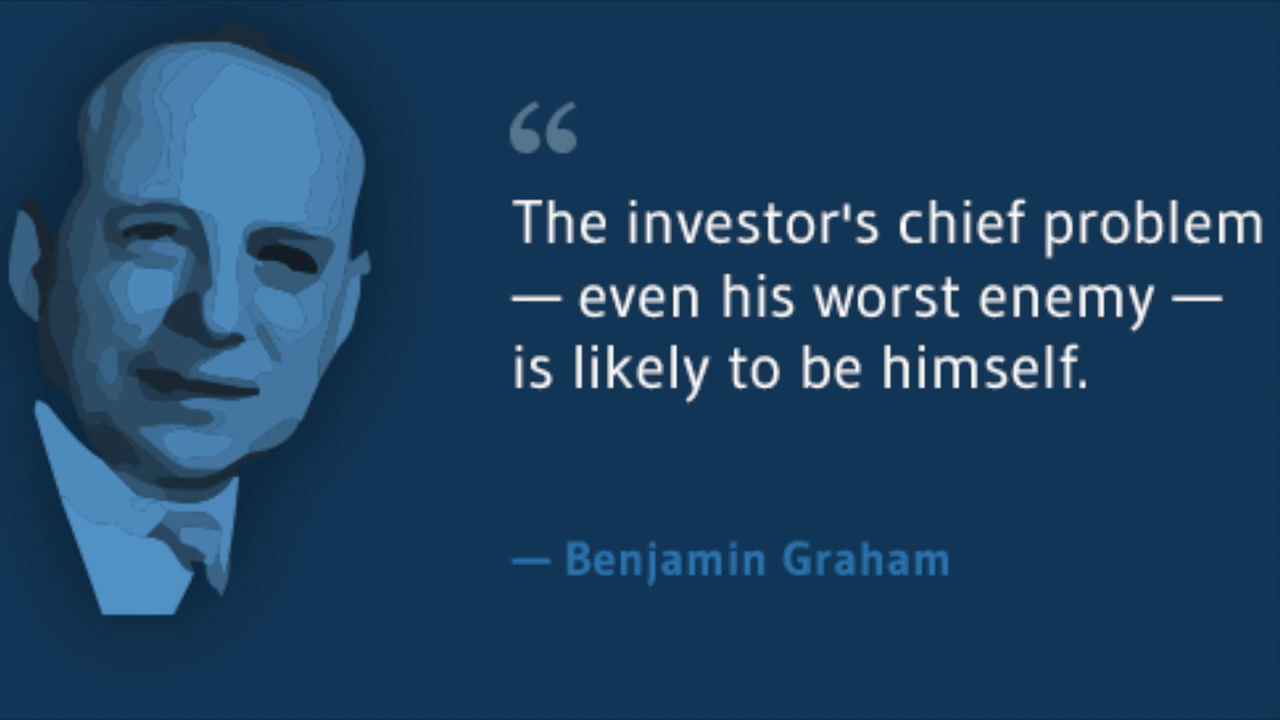 “
The investor's chief problem
— even his worst enemy —
is likely to be himself.
— Benjamin Graham